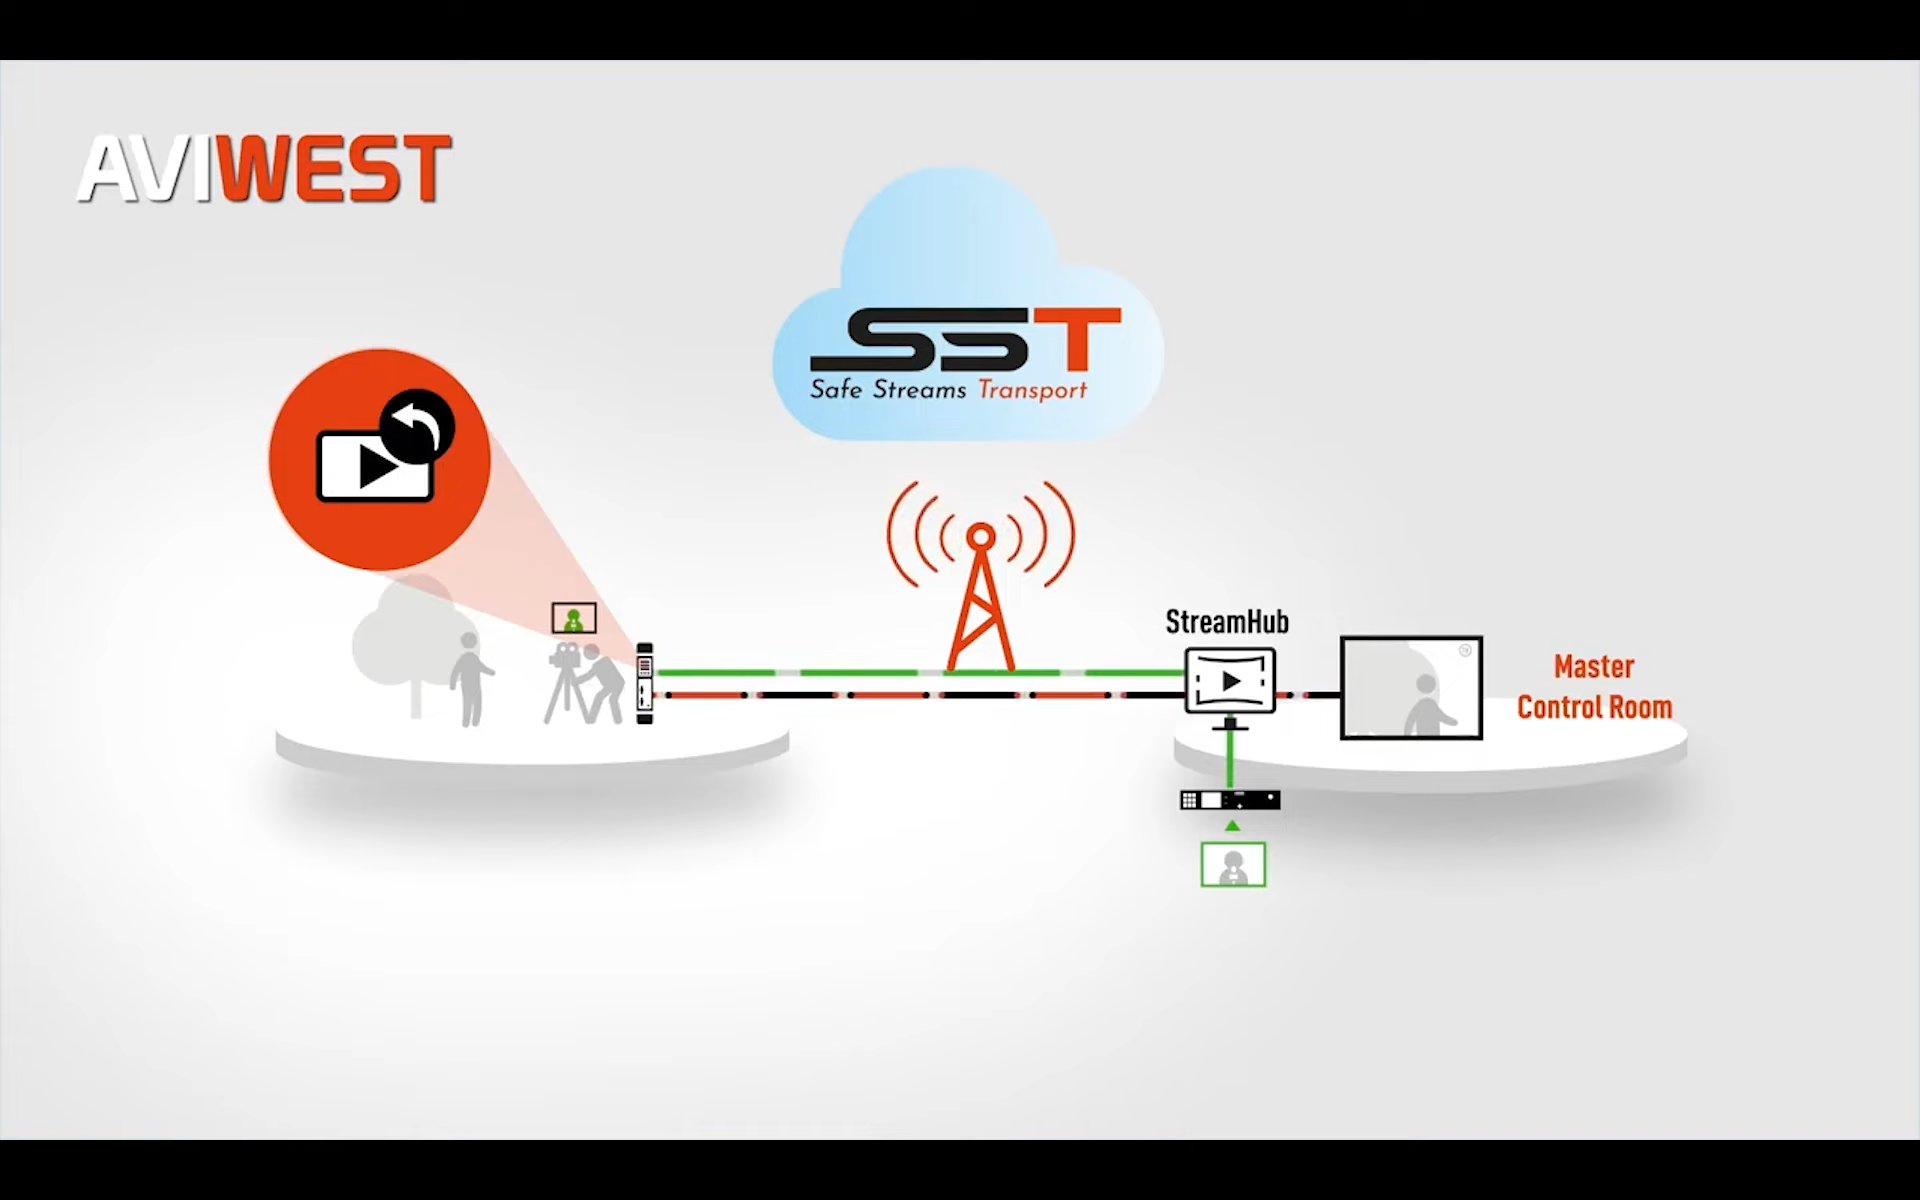 AVIWEST
SST
Safe Streams Transport
StreamHub
Master
Control Room